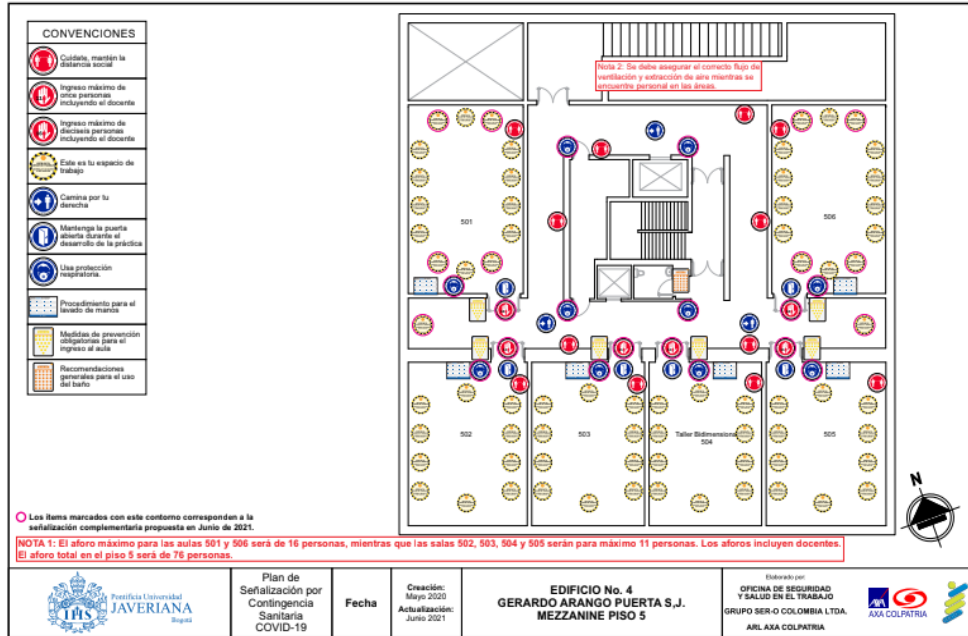 CONVENCIONES
Cuídate, mantén la
distancia social
Ingreso máximo de
once personas
incluyendo el docente
Ingreso máximo de
dieciseis personas
incluyendo el docente
Este es tu espacio de
trabajo
Camina por tu
derecha
Mantenga la puerta
abierta durante el
desarrollo de la práctica
Usa protección
respiratoria.
Procedimiento para el
lavado de manos
Medidas de prevención
obligatorias para el
ingreso al aula
Recomendaciones
generales para el uso
del baño
Nota 2: Se debe asegurar el correcto flujo de
ventilación y extracción de aire mientras se
encuentre personal en las áreas.
501
506
502
503
Taller Bidimensional
504
505
N
Los ítems marcados con este contorno corresponden a la
señalización complementaria propuesta en Junio de 2021.
NOTA 1: El aforo máximo para las aulas 501 y 506 será de 16 personas, mientras que las salas 502, 503, 504 y 505 serán para máximo 11 personas. Los aforos incluyen docentes.
El aforo total en el piso 5 será de 76 personas.
Pontificia Universidad
JAVERIANA
Bogotá
Plan de
Señalización por
Contingencia
Sanitaria
COVID-19
Fecha
Creación:
Mayo 2020
Actualización:
Junio 2021
EDIFICIO No. 4
GERARDO ARANGO PUERTA S,J.
MEZZANINE PISO 5
Elaborado por:
OFICINA DE SEGURIDAD
Y SALUD EN EL TRABAJO
GRUPO SER-O COLOMBIA LTDA.
ARL AXA COLPATRIA
AXA COLPATRIA